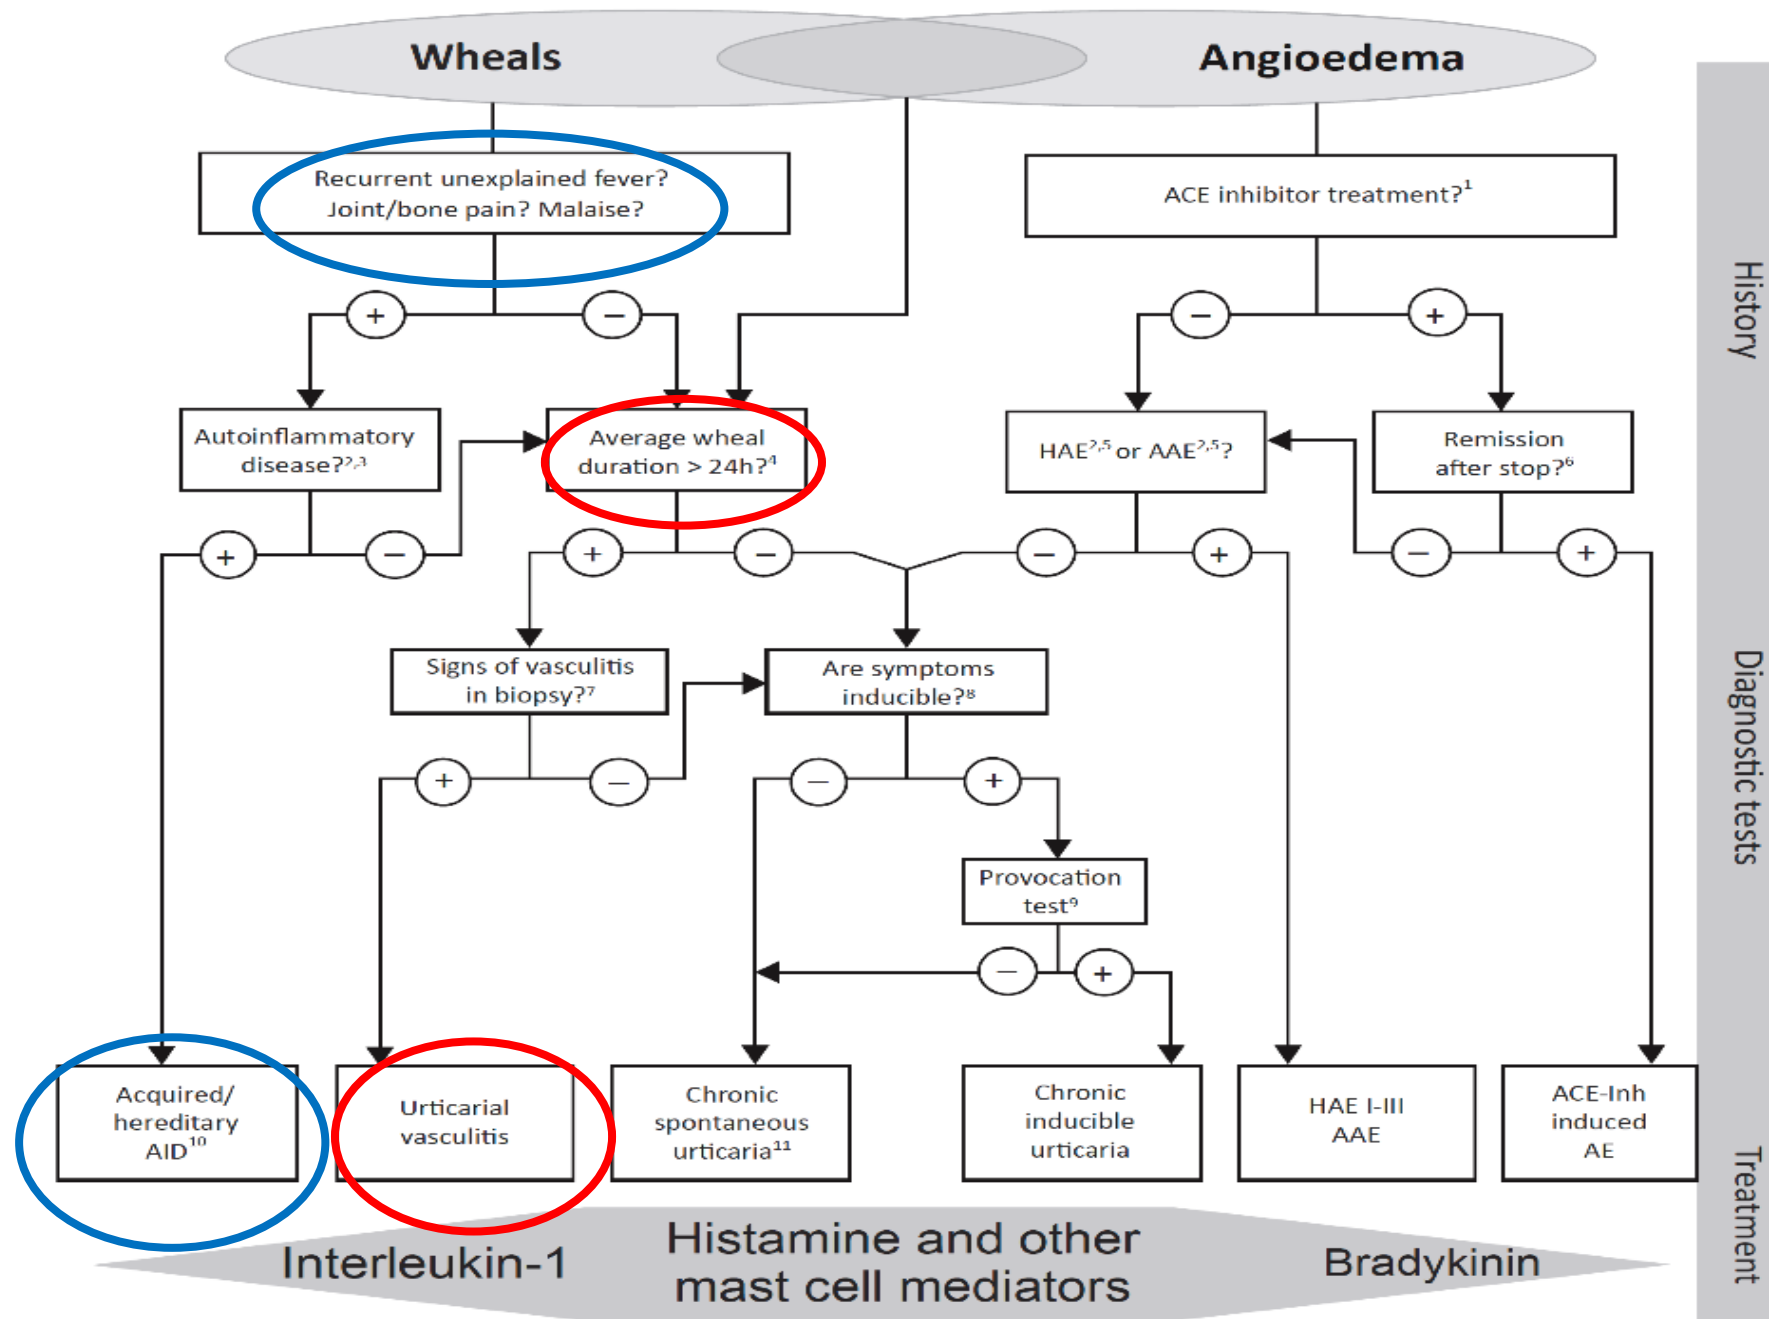 Wheals
Angioedema
Recurrent unexplained fever?
Joint/bone pain? Malaise?
ACE inhibitor treatment?¹
+
−
−
+
Autoinflammatory
disease?²,³
Average wheal
duration > 24h?⁴
HAE²,⁵ or AAE²,⁵?
Remission
after stop?⁶
+
−
+
−
−
+
−
+
Signs of vasculitis
in biopsy?⁷
Are symptoms
inducible?⁸
+
−
−
+
Provocation
test⁹
−
+
Acquired/
hereditary
AID¹⁰
Urticarial
vasculitis
Chronic
spontaneous
urticaria¹¹
Chronic
inducible
urticaria
HAE I-III
AAE
ACE-Inh
induced
AE
Interleukin-1
Histamine and other
mast cell mediators
Bradykinin
History
Diagnostic tests
Treatment